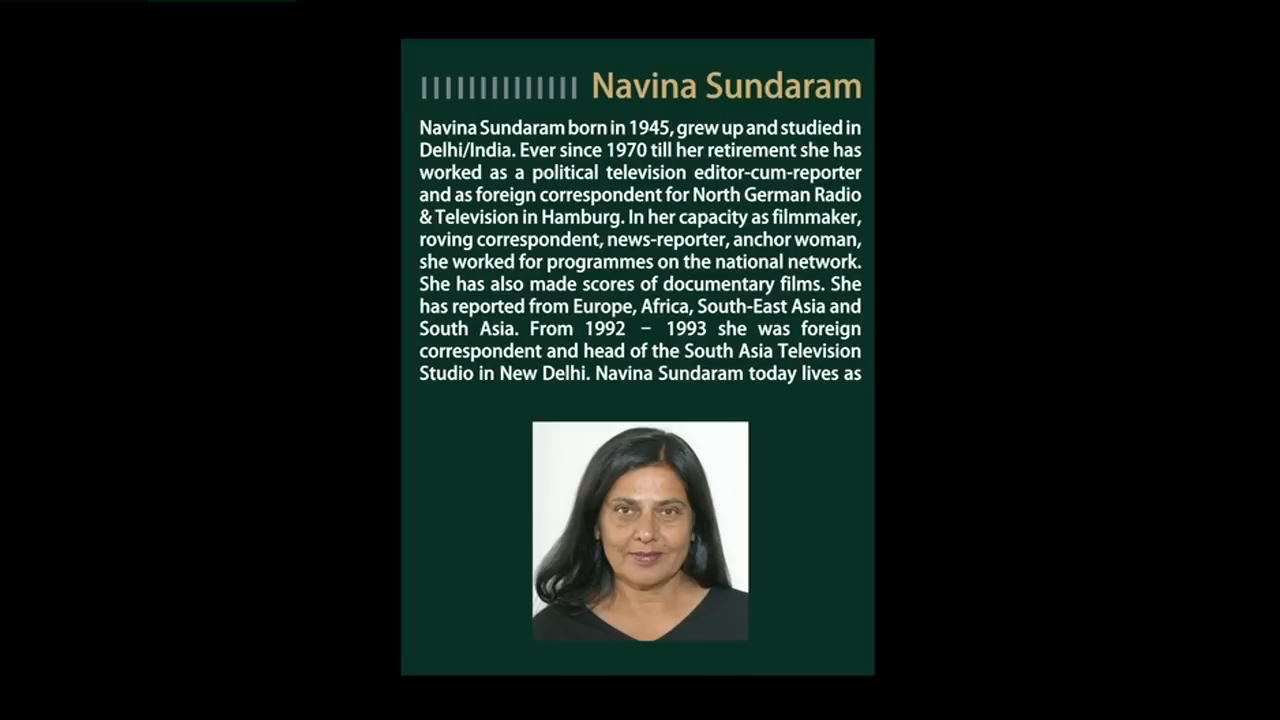 Navina Sundaram
Navina Sundaram born in 1945, grew up and studied in
Delhi/India. Ever since 1970 till her retirement she has
worked as a political television editor-cum-reporter
and as foreign correspondent for North German Radio
& Television in Hamburg. In her capacity as filmmaker,
roving correspondent, news-reporter, anchor woman,
she worked for programmes on the national network.
She has also made scores of documentary films. She
has reported from Europe, Africa, South-East Asia and
South Asia. From 1992 – 1993 she was foreign
correspondent and head of the South Asia Television
Studio in New Delhi. Navina Sundaram today lives as